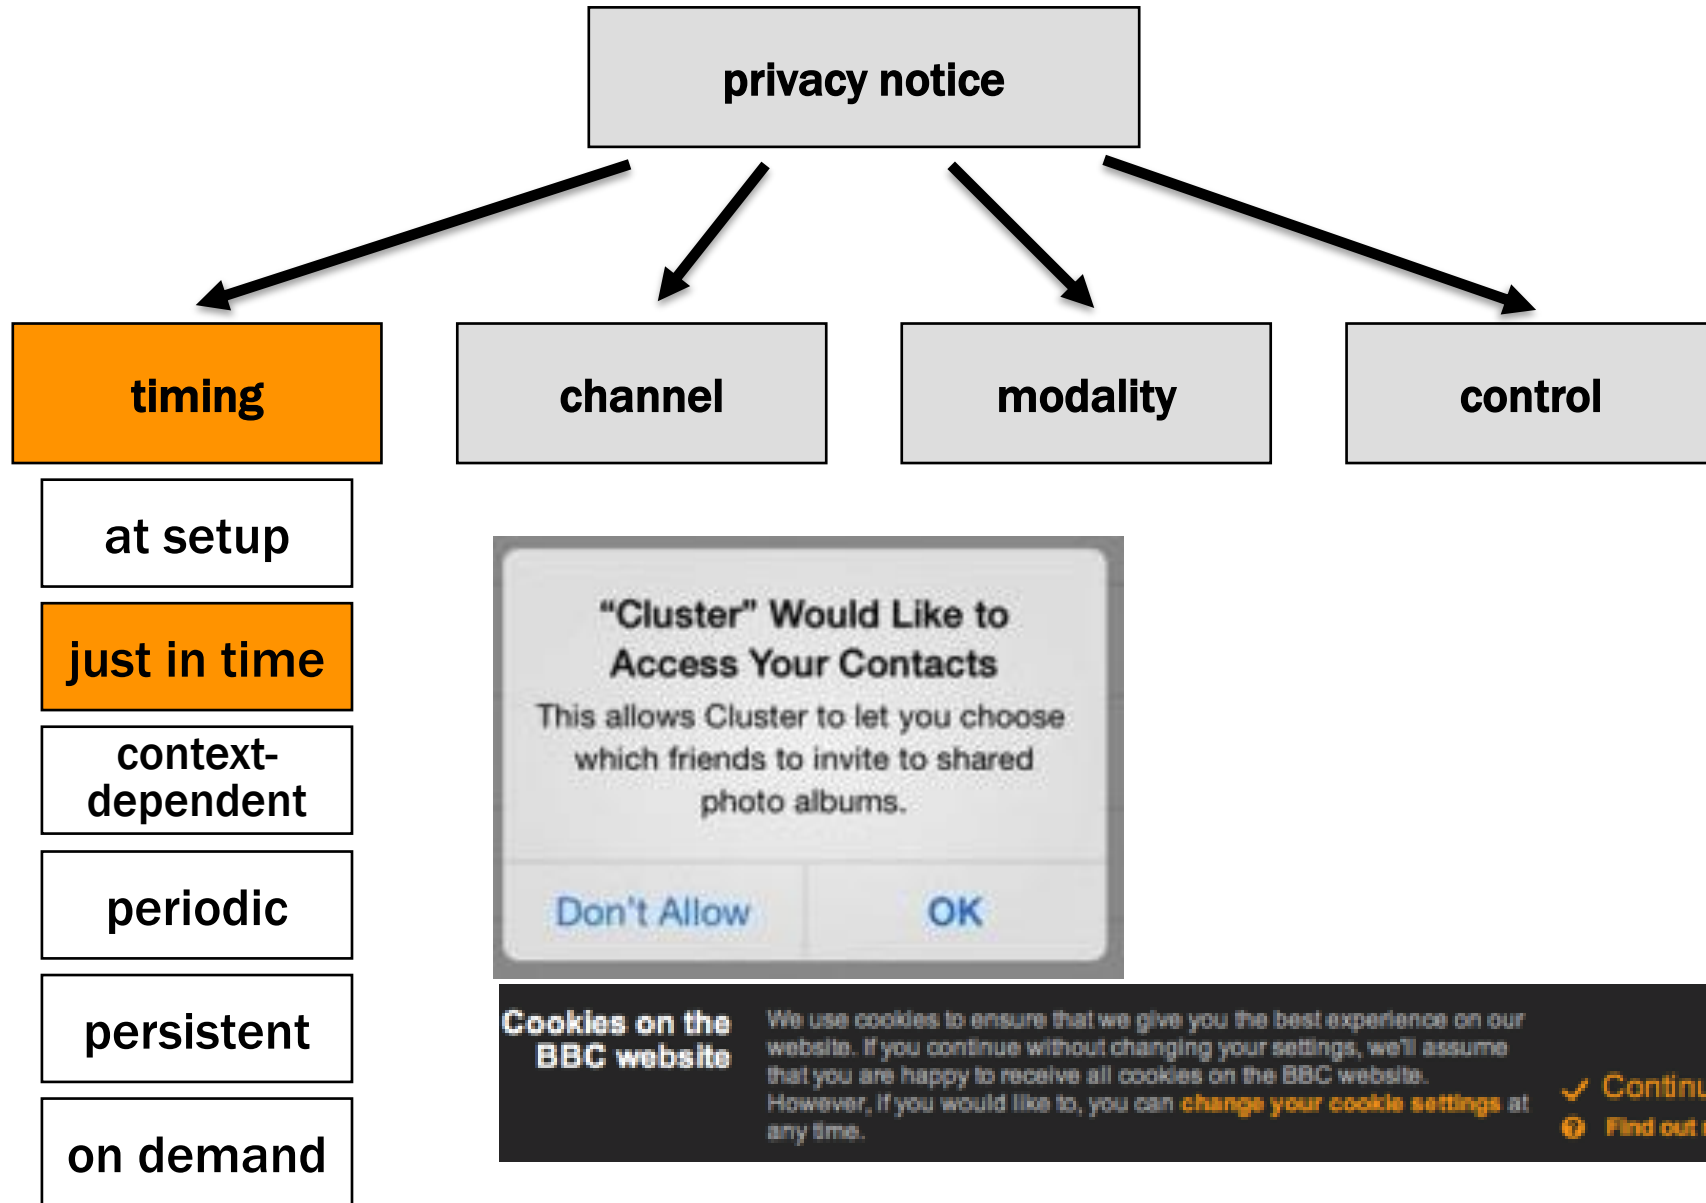 privacy notice
timing
channel
modality
control
at setup
just in time
context-
dependent
periodic
persistent
on demand
“Cluster” Would Like to
Access Your Contacts
This allows Cluster to let you choose
which friends to invite to shared
photo albums.
Don't Allow
OK
Cookies on the
BBC website
We use cookies to ensure that we give you the best experience on our
website. If you continue without changing your settings, we'll assume
that you are happy to receive all cookies on the BBC website.
However, if you would like to, you can change your cookie settings at
any time.
Continu
Find out